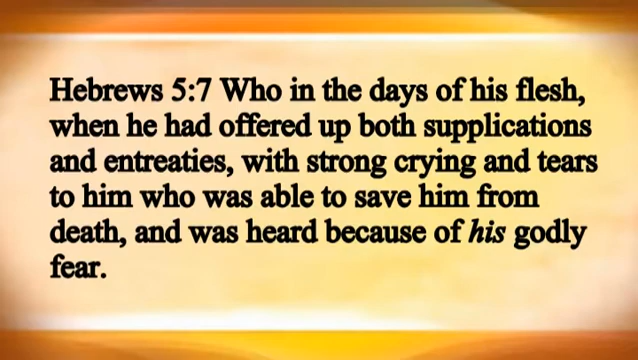 Hebrews 5:7 Who in the days of his flesh,
when he had offered up both supplications
and entreaties, with strong crying and tears
to him who was able to save him from
death, and was heard because of his godly
fear.